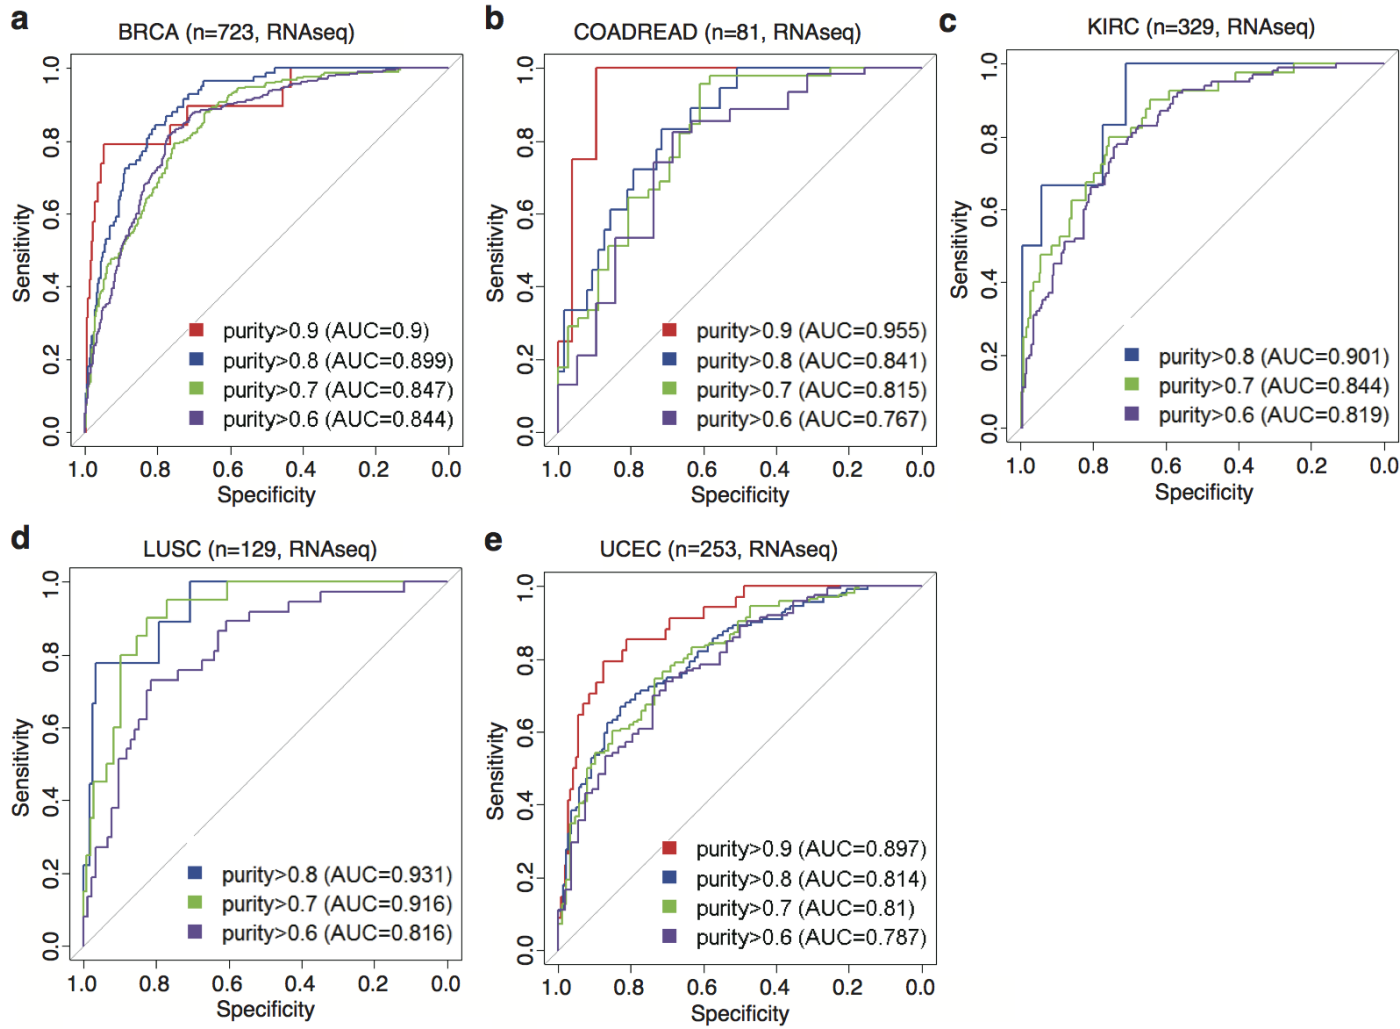 a
BRCA (n=723, RNAseq)
Sensitivity
1.0
0.8
0.6
0.4
0.2
0.0
purity>0.9 (AUC=0.9)
purity>0.8 (AUC=0.899)
purity>0.7 (AUC=0.847)
purity>0.6 (AUC=0.844)
1.0 0.8 0.6 0.4 0.2 0.0
Specificity
b
COADREAD (n=81, RNAseq)
Sensitivity
1.0
0.8
0.6
0.4
0.2
0.0
purity>0.9 (AUC=0.955)
purity>0.8 (AUC=0.841)
purity>0.7 (AUC=0.815)
purity>0.6 (AUC=0.767)
1.0 0.8 0.6 0.4 0.2 0.0
Specificity
c
KIRC (n=329, RNAseq)
Sensitivity
1.0
0.8
0.6
0.4
0.2
0.0
purity>0.8 (AUC=0.901)
purity>0.7 (AUC=0.844)
purity>0.6 (AUC=0.819)
1.0 0.8 0.6 0.4 0.2 0.0
Specificity
d
LUSC (n=129, RNAseq)
Sensitivity
1.0
0.8
0.6
0.4
0.2
0.0
purity>0.8 (AUC=0.931)
purity>0.7 (AUC=0.916)
purity>0.6 (AUC=0.816)
1.0 0.8 0.6 0.4 0.2 0.0
Specificity
e
UCEC (n=253, RNAseq)
Sensitivity
1.0
0.8
0.6
0.4
0.2
0.0
purity>0.9 (AUC=0.897)
purity>0.8 (AUC=0.814)
purity>0.7 (AUC=0.81)
purity>0.6 (AUC=0.787)
1.0 0.8 0.6 0.4 0.2 0.0
Specificity